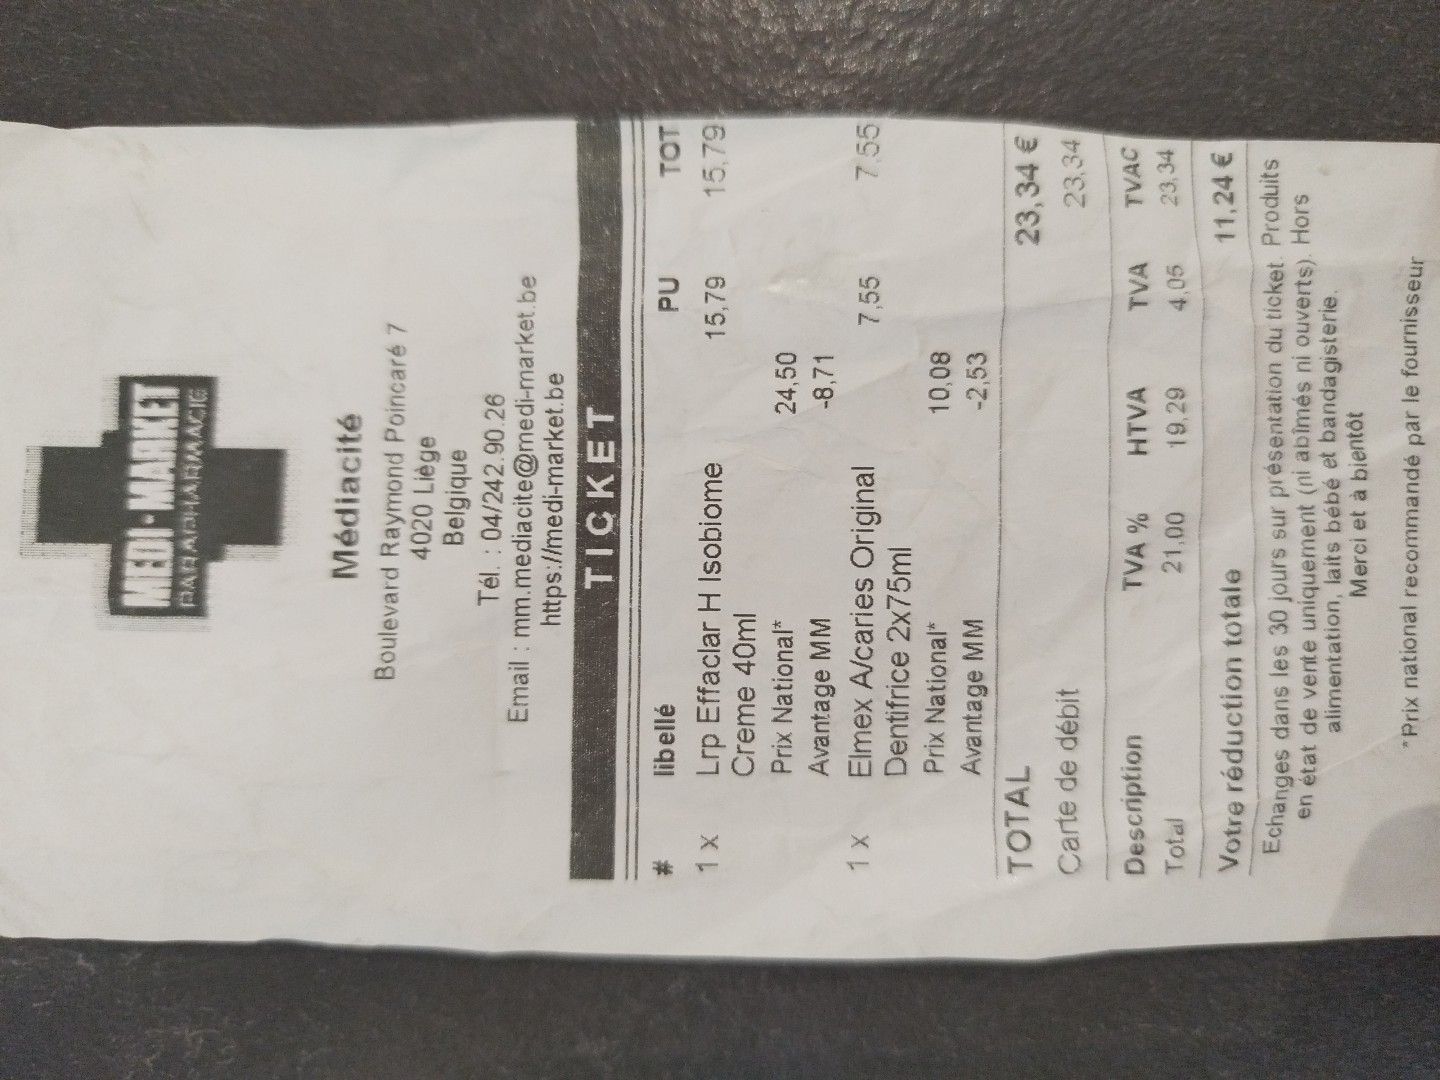 MEDI-MARKET
PARAPHARMACIE
Médiacité
Boulevard Raymond Poincaré 7
4020 Liège
Belgique
Tél. : 04/242.90.26
Email : mm.mediacite@medi-market.be
https://medi-market.be
TICKET
# libellé PU TOT
1 x Lrp Effaclar H Isobiome 15,79 15,79
Creme 40ml
Prix National* 24,50
Avantage MM -8,71
1 x Elmex A/caries Original 7,55 7,55
Dentifrice 2x75ml
Prix National* 10,08
Avantage MM -2,53
TOTAL 23,34 €
Carte de débit 23,34
Description TVA % HTVA TVA TVAC
Total 21,00 19,29 4,05 23,34
Votre réduction totale 11,24 €
Echanges dans les 30 jours sur présentation du ticket. Produits
en état de vente uniquement (ni abîmés ni ouverts). Hors
alimentation, laits bébé et bandagisterie.
Merci et à bientôt
*Prix national recommandé par le fournisseur